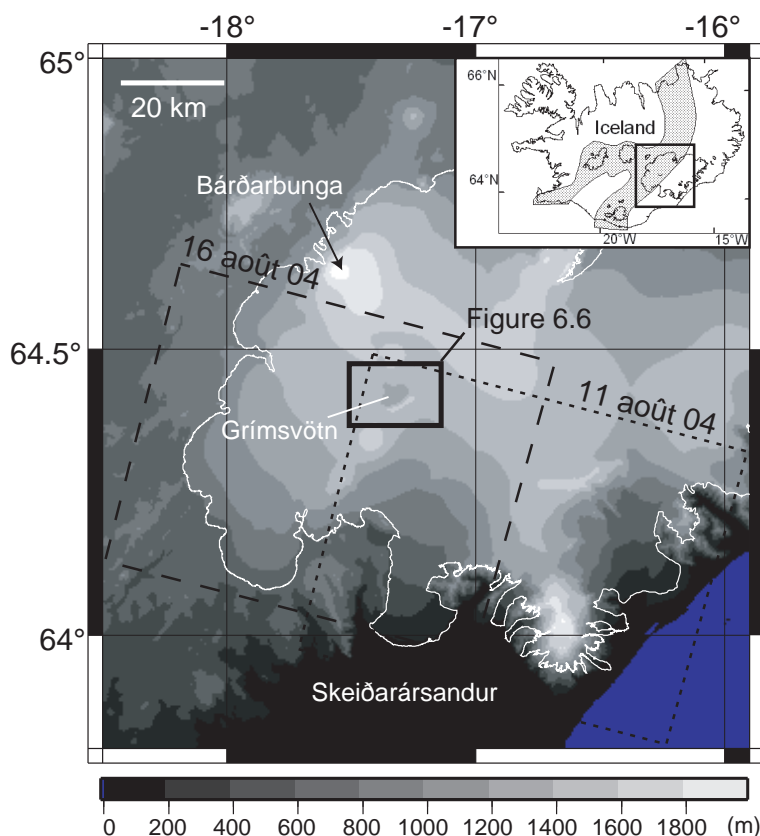 -18°
-17°
-16°
65°
20 km
66°N
Iceland
64°N
20°W
15°W
Bárðarbunga
16 août 04
Figure 6.6
64.5°
11 août 04
Grímsvötn
64°
Skeiðarársandur
0 200 400 600 800 1000 1200 1400 1600 1800 (m)